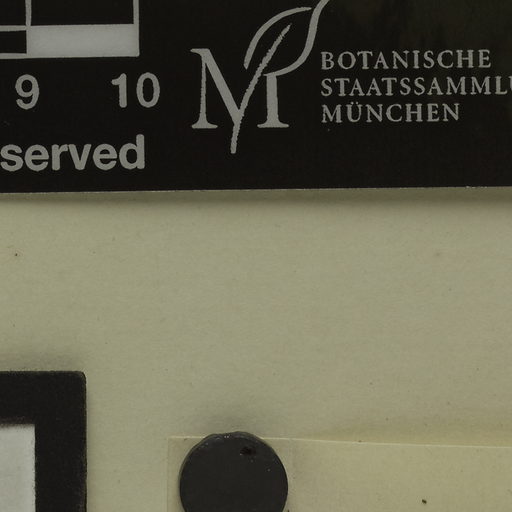 9 10
served
BOTANISCHE
STAATSSAMML
MÜNCHEN